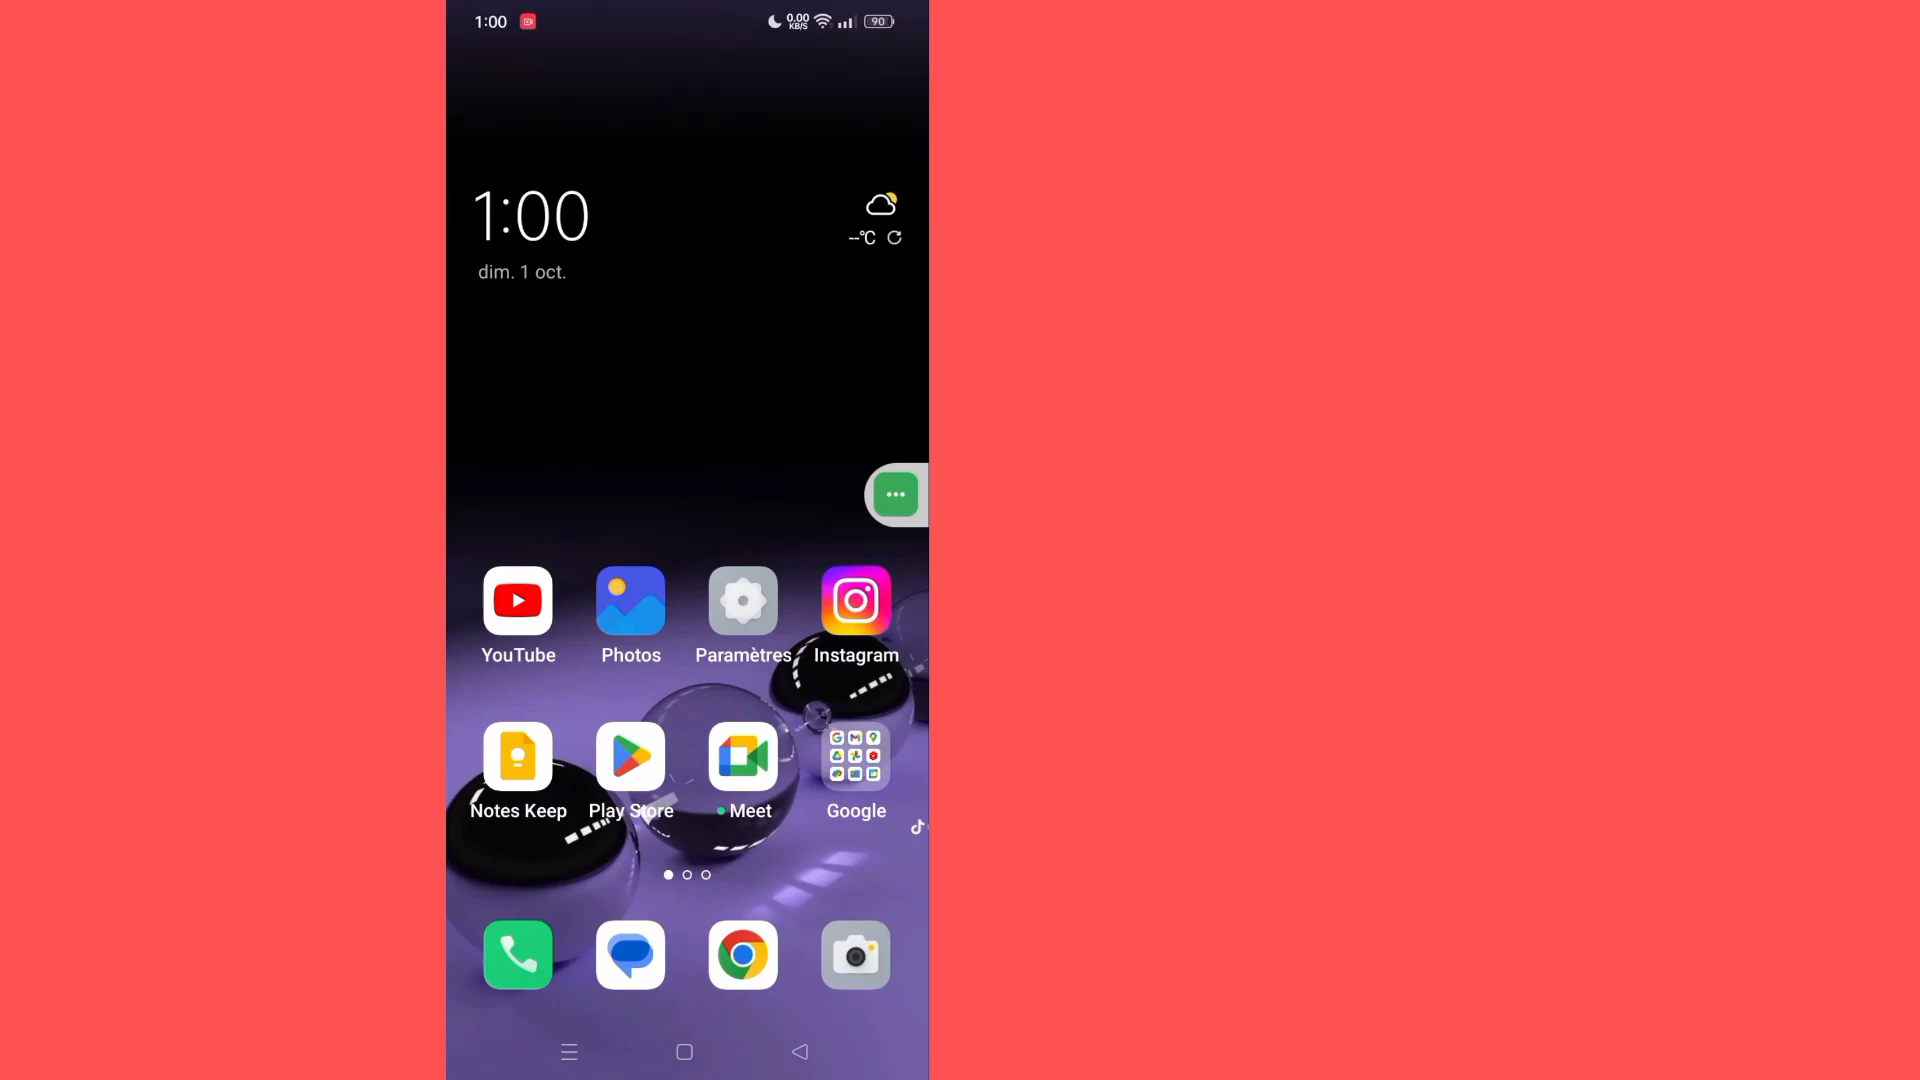 1:00 0.00 KB/S 90
1:00
--°C
dim. 1 oct.
YouTube Photos Paramètres Instagram
Notes Keep Play Store Meet Google